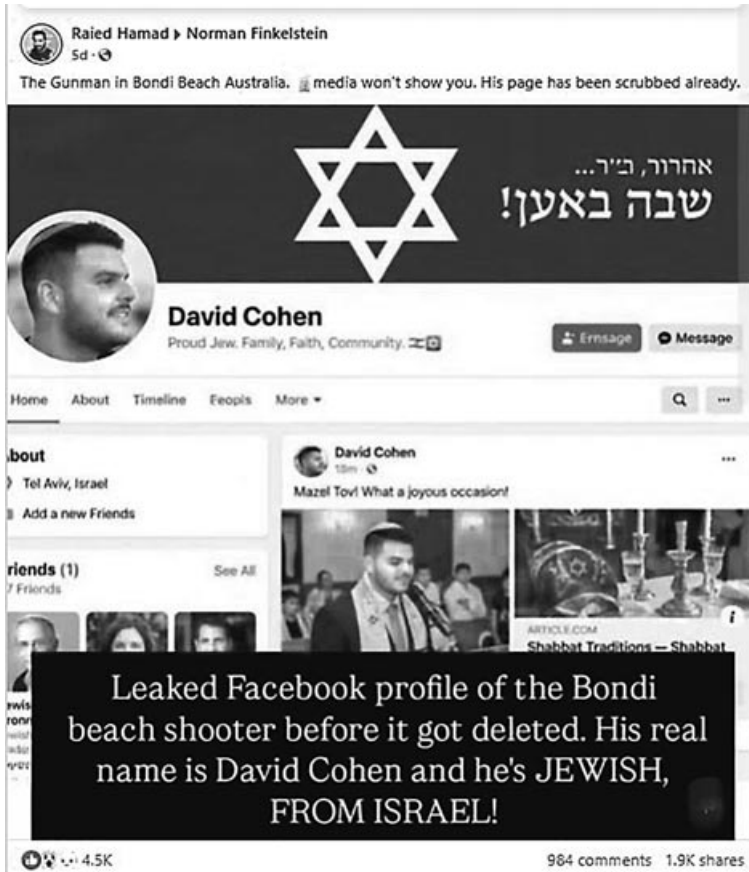 Raied Hamad ▸ Norman Finkelstein
5d ·
The Gunman in Bondi Beach Australia. media won't show you. His page has been scrubbed already.
אחרור, בי״ר...
שבה באען!
David Cohen
Proud Jew. Family, Faith, Community.
Ernsage
Message
Home About Timeline Feopis More
bout
Tel Aviv, Israel
Add a new Friends
riends (1)
See All
7 Friends
David Cohen
18m ·
Mazel Tov! What a joyous occasion!
ARTICLE.COM
Shabbat Traditions — Shabbat
Leaked Facebook profile of the Bondi
beach shooter before it got deleted. His real
name is David Cohen and he's JEWISH,
FROM ISRAEL!
4.5K
984 comments 1.9K shares